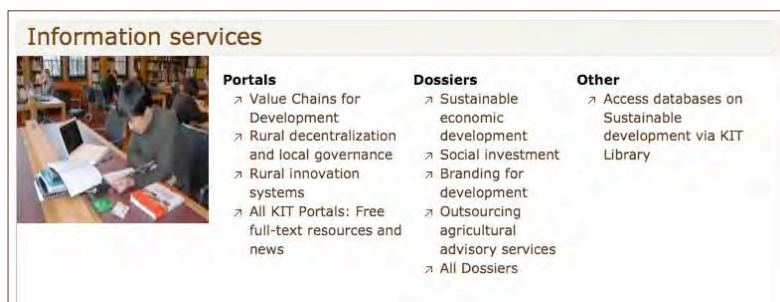 Information services
Portals
↗ Value Chains for
Development
↗ Rural decentralization
and local governance
↗ Rural innovation
systems
↗ All KIT Portals: Free
full-text resources and
news
Dossiers
↗ Sustainable
economic
development
↗ Social investment
↗ Branding for
development
↗ Outsourcing
agricultural
advisory services
↗ All Dossiers
Other
↗ Access databases on
Sustainable
development via KIT
Library